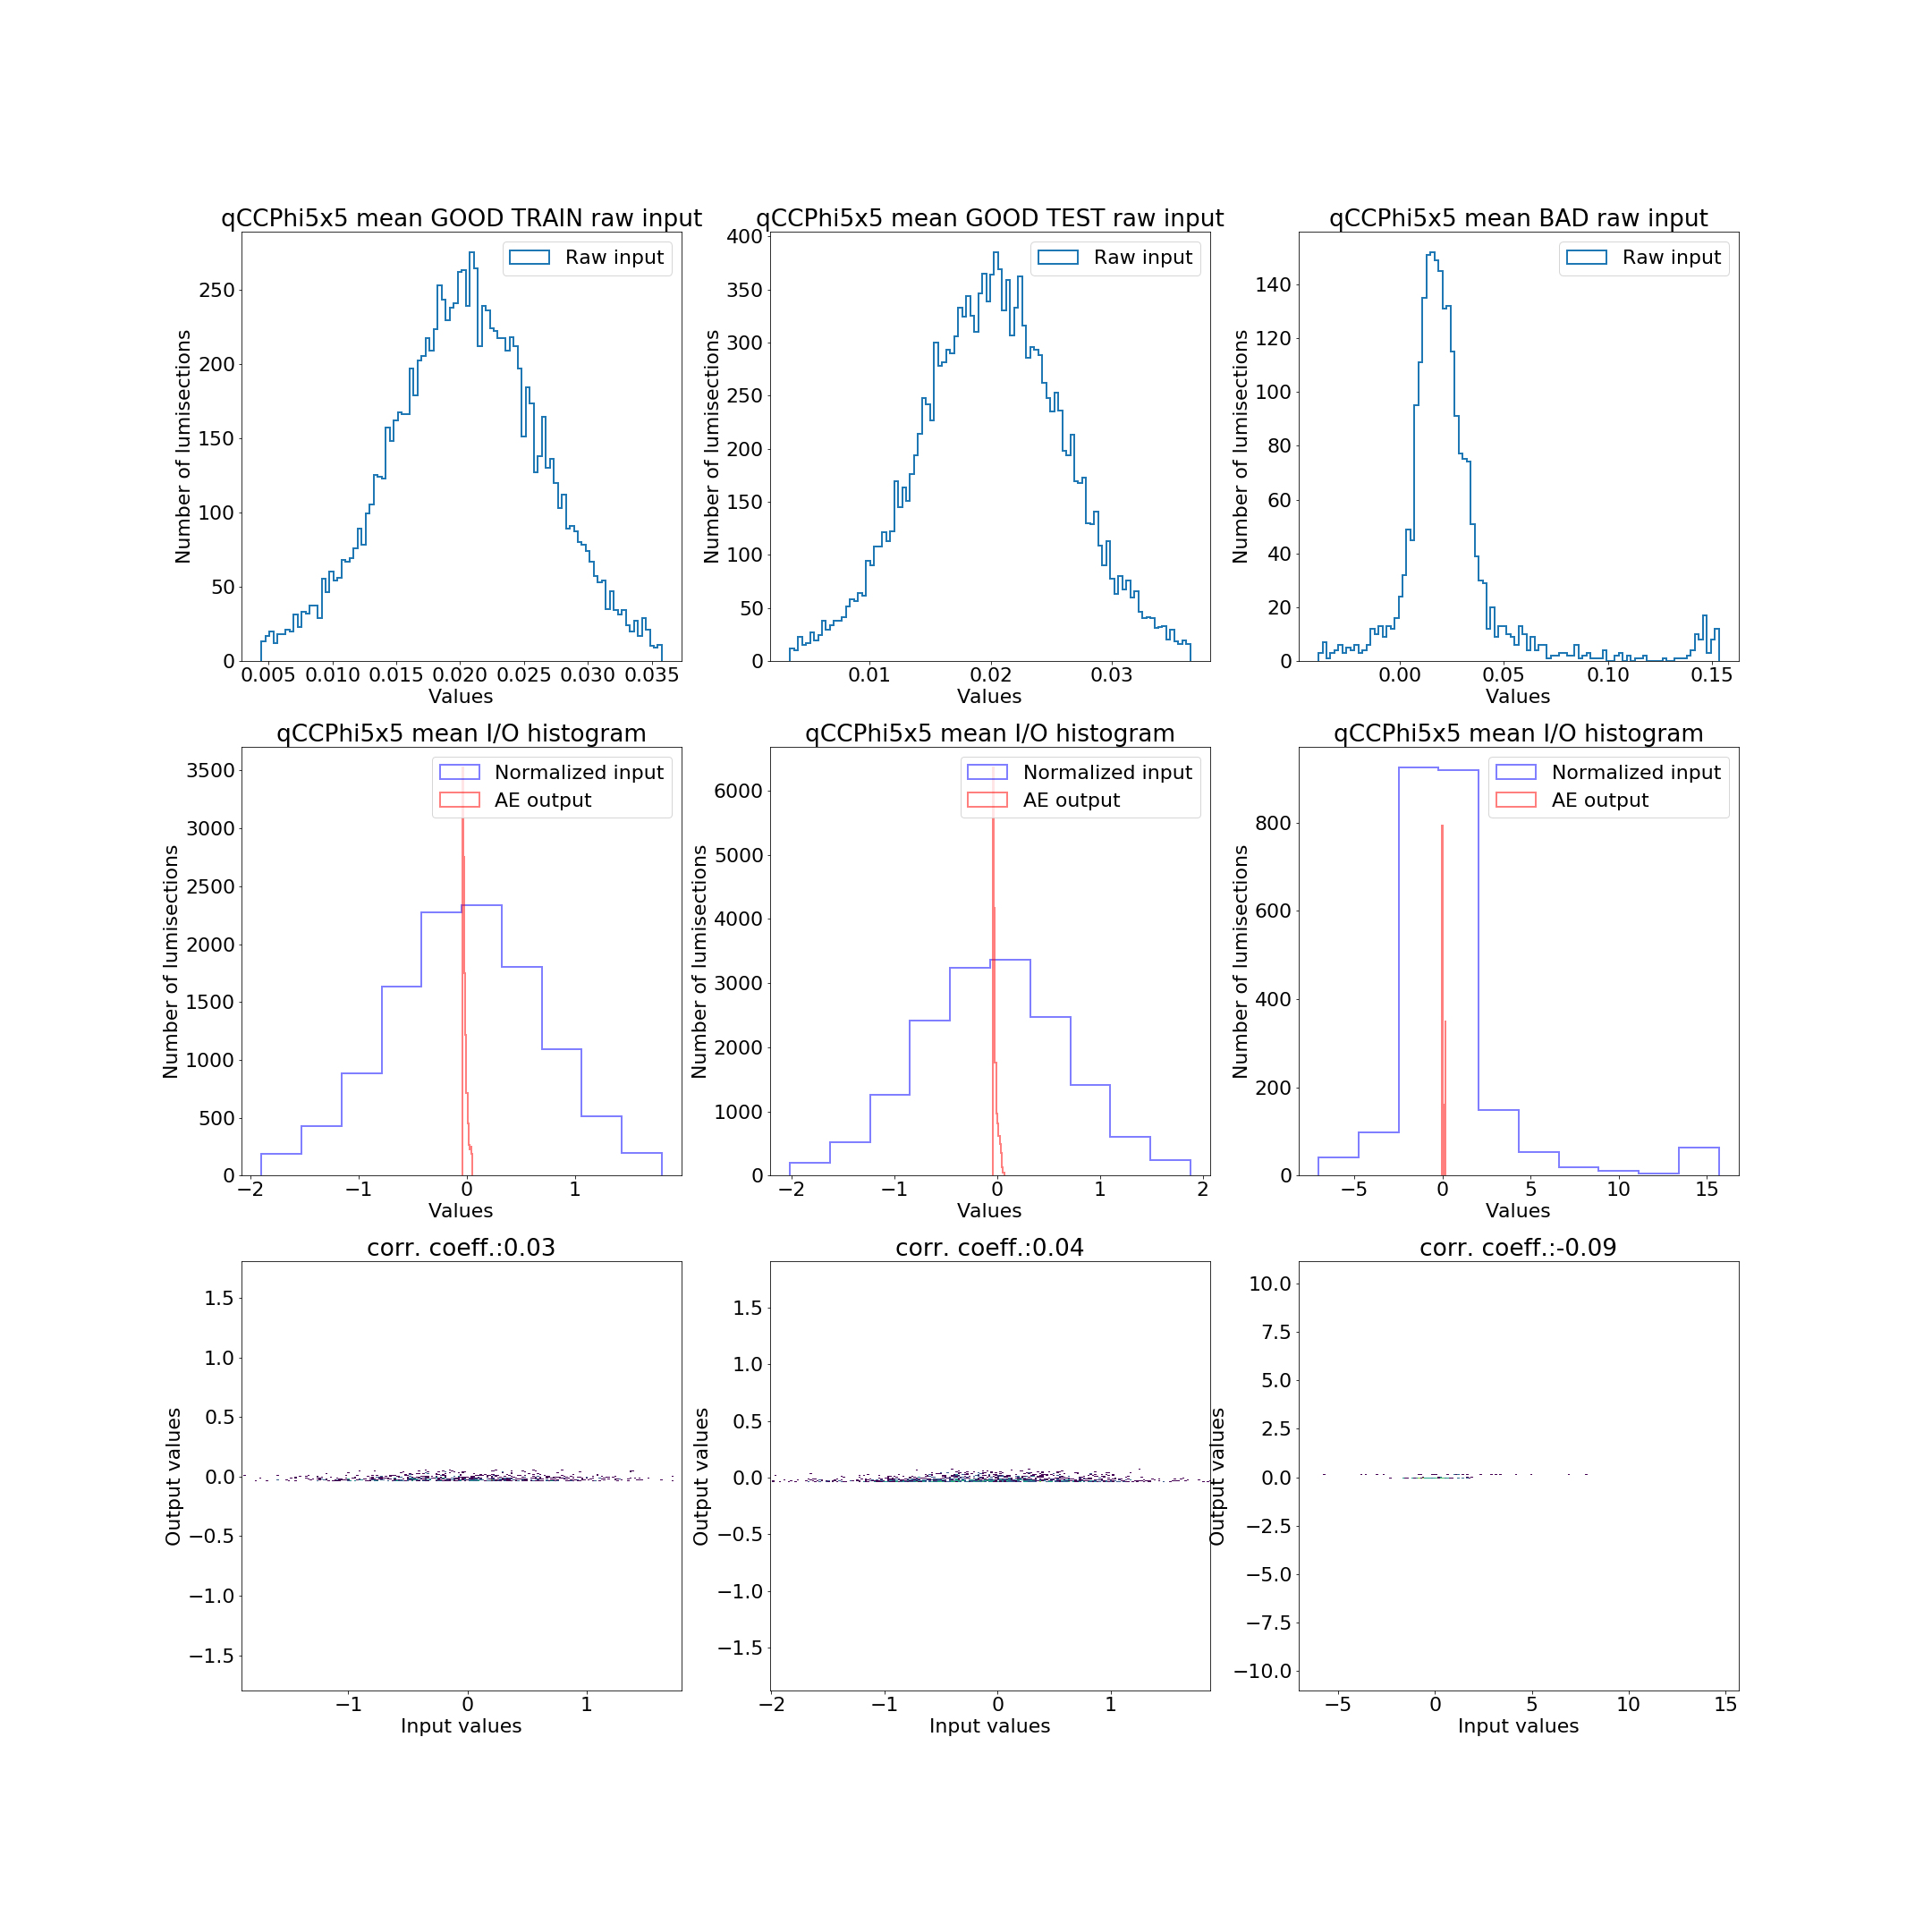 qCCPhi5x5 mean GOOD TRAIN raw input
Raw input
Number of lumisections
250
200
150
100
50
0
0.005 0.010 0.015 0.020 0.025 0.030 0.035
Values
qCCPhi5x5 mean GOOD TEST raw input
Raw input
Number of lumisections
400
350
300
250
200
150
100
50
0
0.01 0.02 0.03
Values
qCCPhi5x5 mean BAD raw input
Raw input
Number of lumisections
140
120
100
80
60
40
20
0
0.00 0.05 0.10 0.15
Values
qCCPhi5x5 mean I/O histogram
Normalized input
AE output
Number of lumisections
3500
3000
2500
2000
1500
1000
500
0
−2 −1 0 1
Values
qCCPhi5x5 mean I/O histogram
Normalized input
AE output
Number of lumisections
6000
5000
4000
3000
2000
1000
0
−2 −1 0 1 2
Values
qCCPhi5x5 mean I/O histogram
Normalized input
AE output
Number of lumisections
800
600
400
200
0
−5 0 5 10 15
Values
corr. coeff.:0.03
Output values
1.5
1.0
0.5
0.0
−0.5
−1.0
−1.5
−1 0 1
Input values
corr. coeff.:0.04
Output values
1.5
1.0
0.5
0.0
−0.5
−1.0
−1.5
−2 −1 0 1
Input values
corr. coeff.:-0.09
Output values
10.0
7.5
5.0
2.5
0.0
−2.5
−5.0
−7.5
−10.0
−5 0 5 10 15
Input values